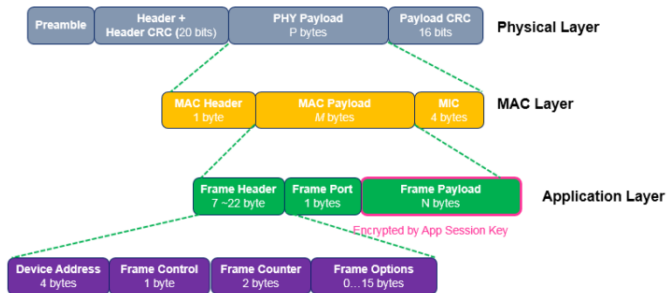 Preamble
Header +
Header CRC (20 bits)
PHY Payload
P bytes
Payload CRC
16 bits
Physical Layer
MAC Header
1 byte
MAC Payload
M bytes
MIC
4 bytes
MAC Layer
Frame Header
7 ~22 byte
Frame Port
1 bytes
Frame Payload
N bytes
Application Layer
Encrypted by App Session Key
Device Address
4 bytes
Frame Control
1 byte
Frame Counter
2 bytes
Frame Options
0...15 bytes